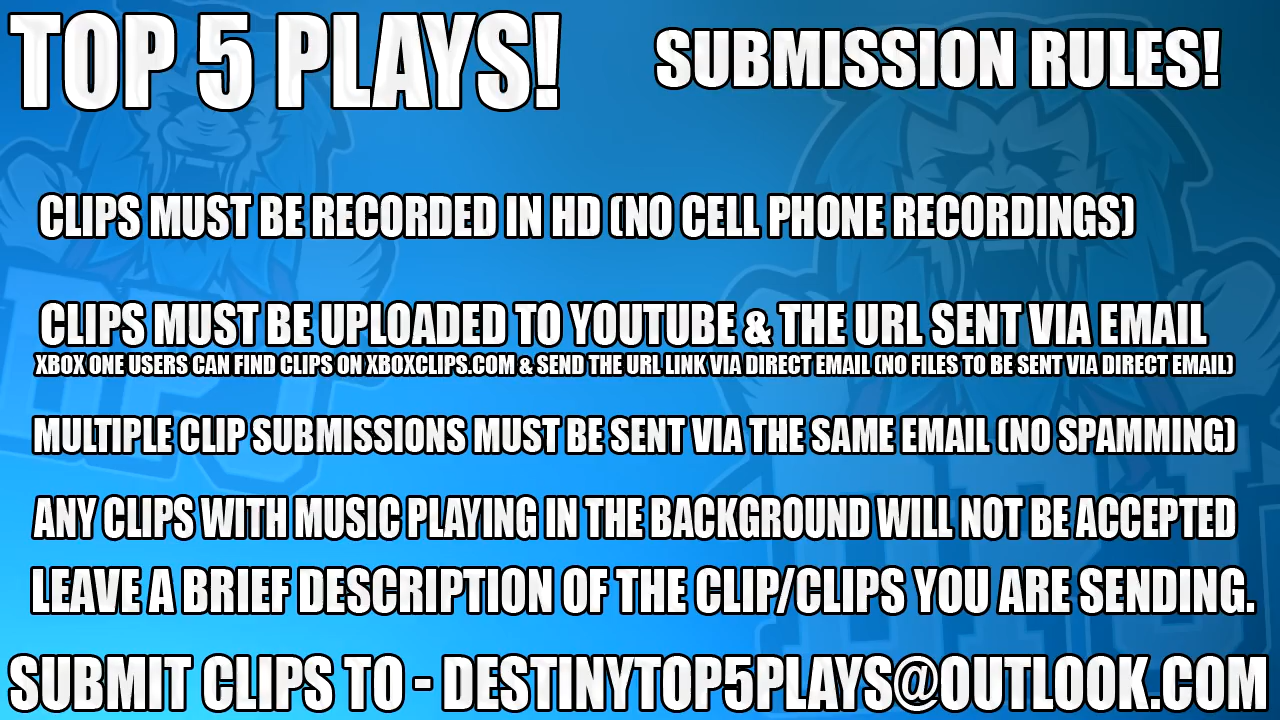 TOP 5 PLAYS!
SUBMISSION RULES!
CLIPS MUST BE RECORDED IN HD (NO CELL PHONE RECORDINGS)
CLIPS MUST BE UPLOADED TO YOUTUBE & THE URL SENT VIA EMAIL
XBOX ONE USERS CAN FIND CLIPS ON XBOXCLIPS.COM & SEND THE URL LINK VIA DIRECT EMAIL (NO FILES TO BE SENT VIA DIRECT EMAIL)
MULTIPLE CLIP SUBMISSIONS MUST BE SENT VIA THE SAME EMAIL (NO SPAMMING)
ANY CLIPS WITH MUSIC PLAYING IN THE BACKGROUND WILL NOT BE ACCEPTED
LEAVE A BRIEF DESCRIPTION OF THE CLIP/CLIPS YOU ARE SENDING.
SUBMIT CLIPS TO - DESTINYTOP5PLAYS@OUTLOOK.COM